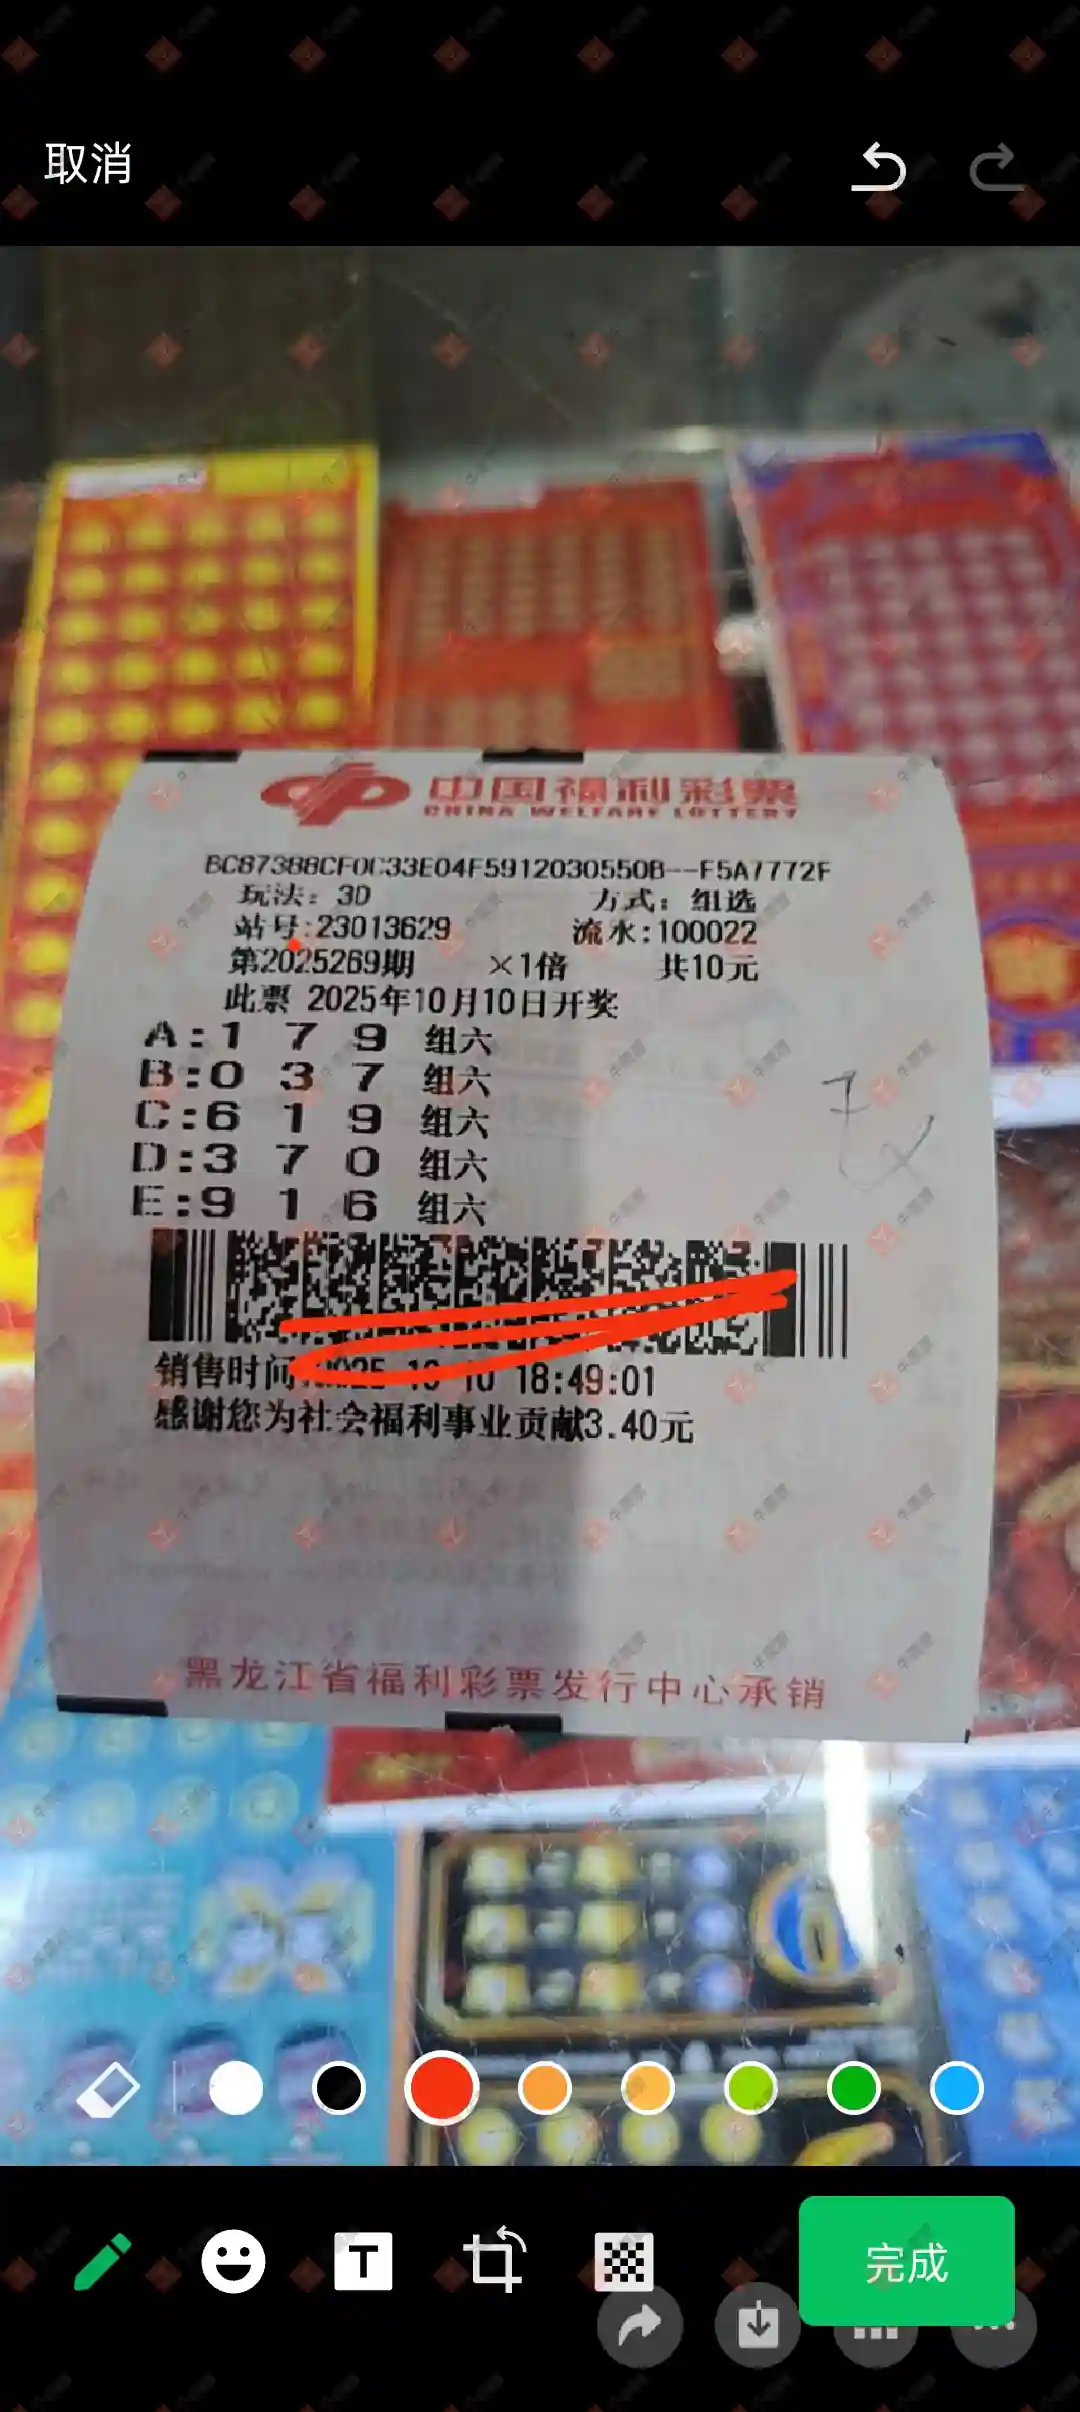 取消
中国福利彩票
CHINA WELFARE LOTTERY
BC87388CF0C33E04F5912030550B---F5A7772F
玩法：3D 方式：组选
站号:23013629 流水:100022
第2025269期 ×1倍 共10元
此票 2025年10月10日开奖
A:1 7 9 组六
B:0 3 7 组六
C:6 1 9 组六
D:3 7 0 组六
E:9 1 6 组六
销售时间:2025-10-10 18:49:01
感谢您为社会福利事业贡献3.40元
黑龙江省福利彩票发行中心承销
T
完成